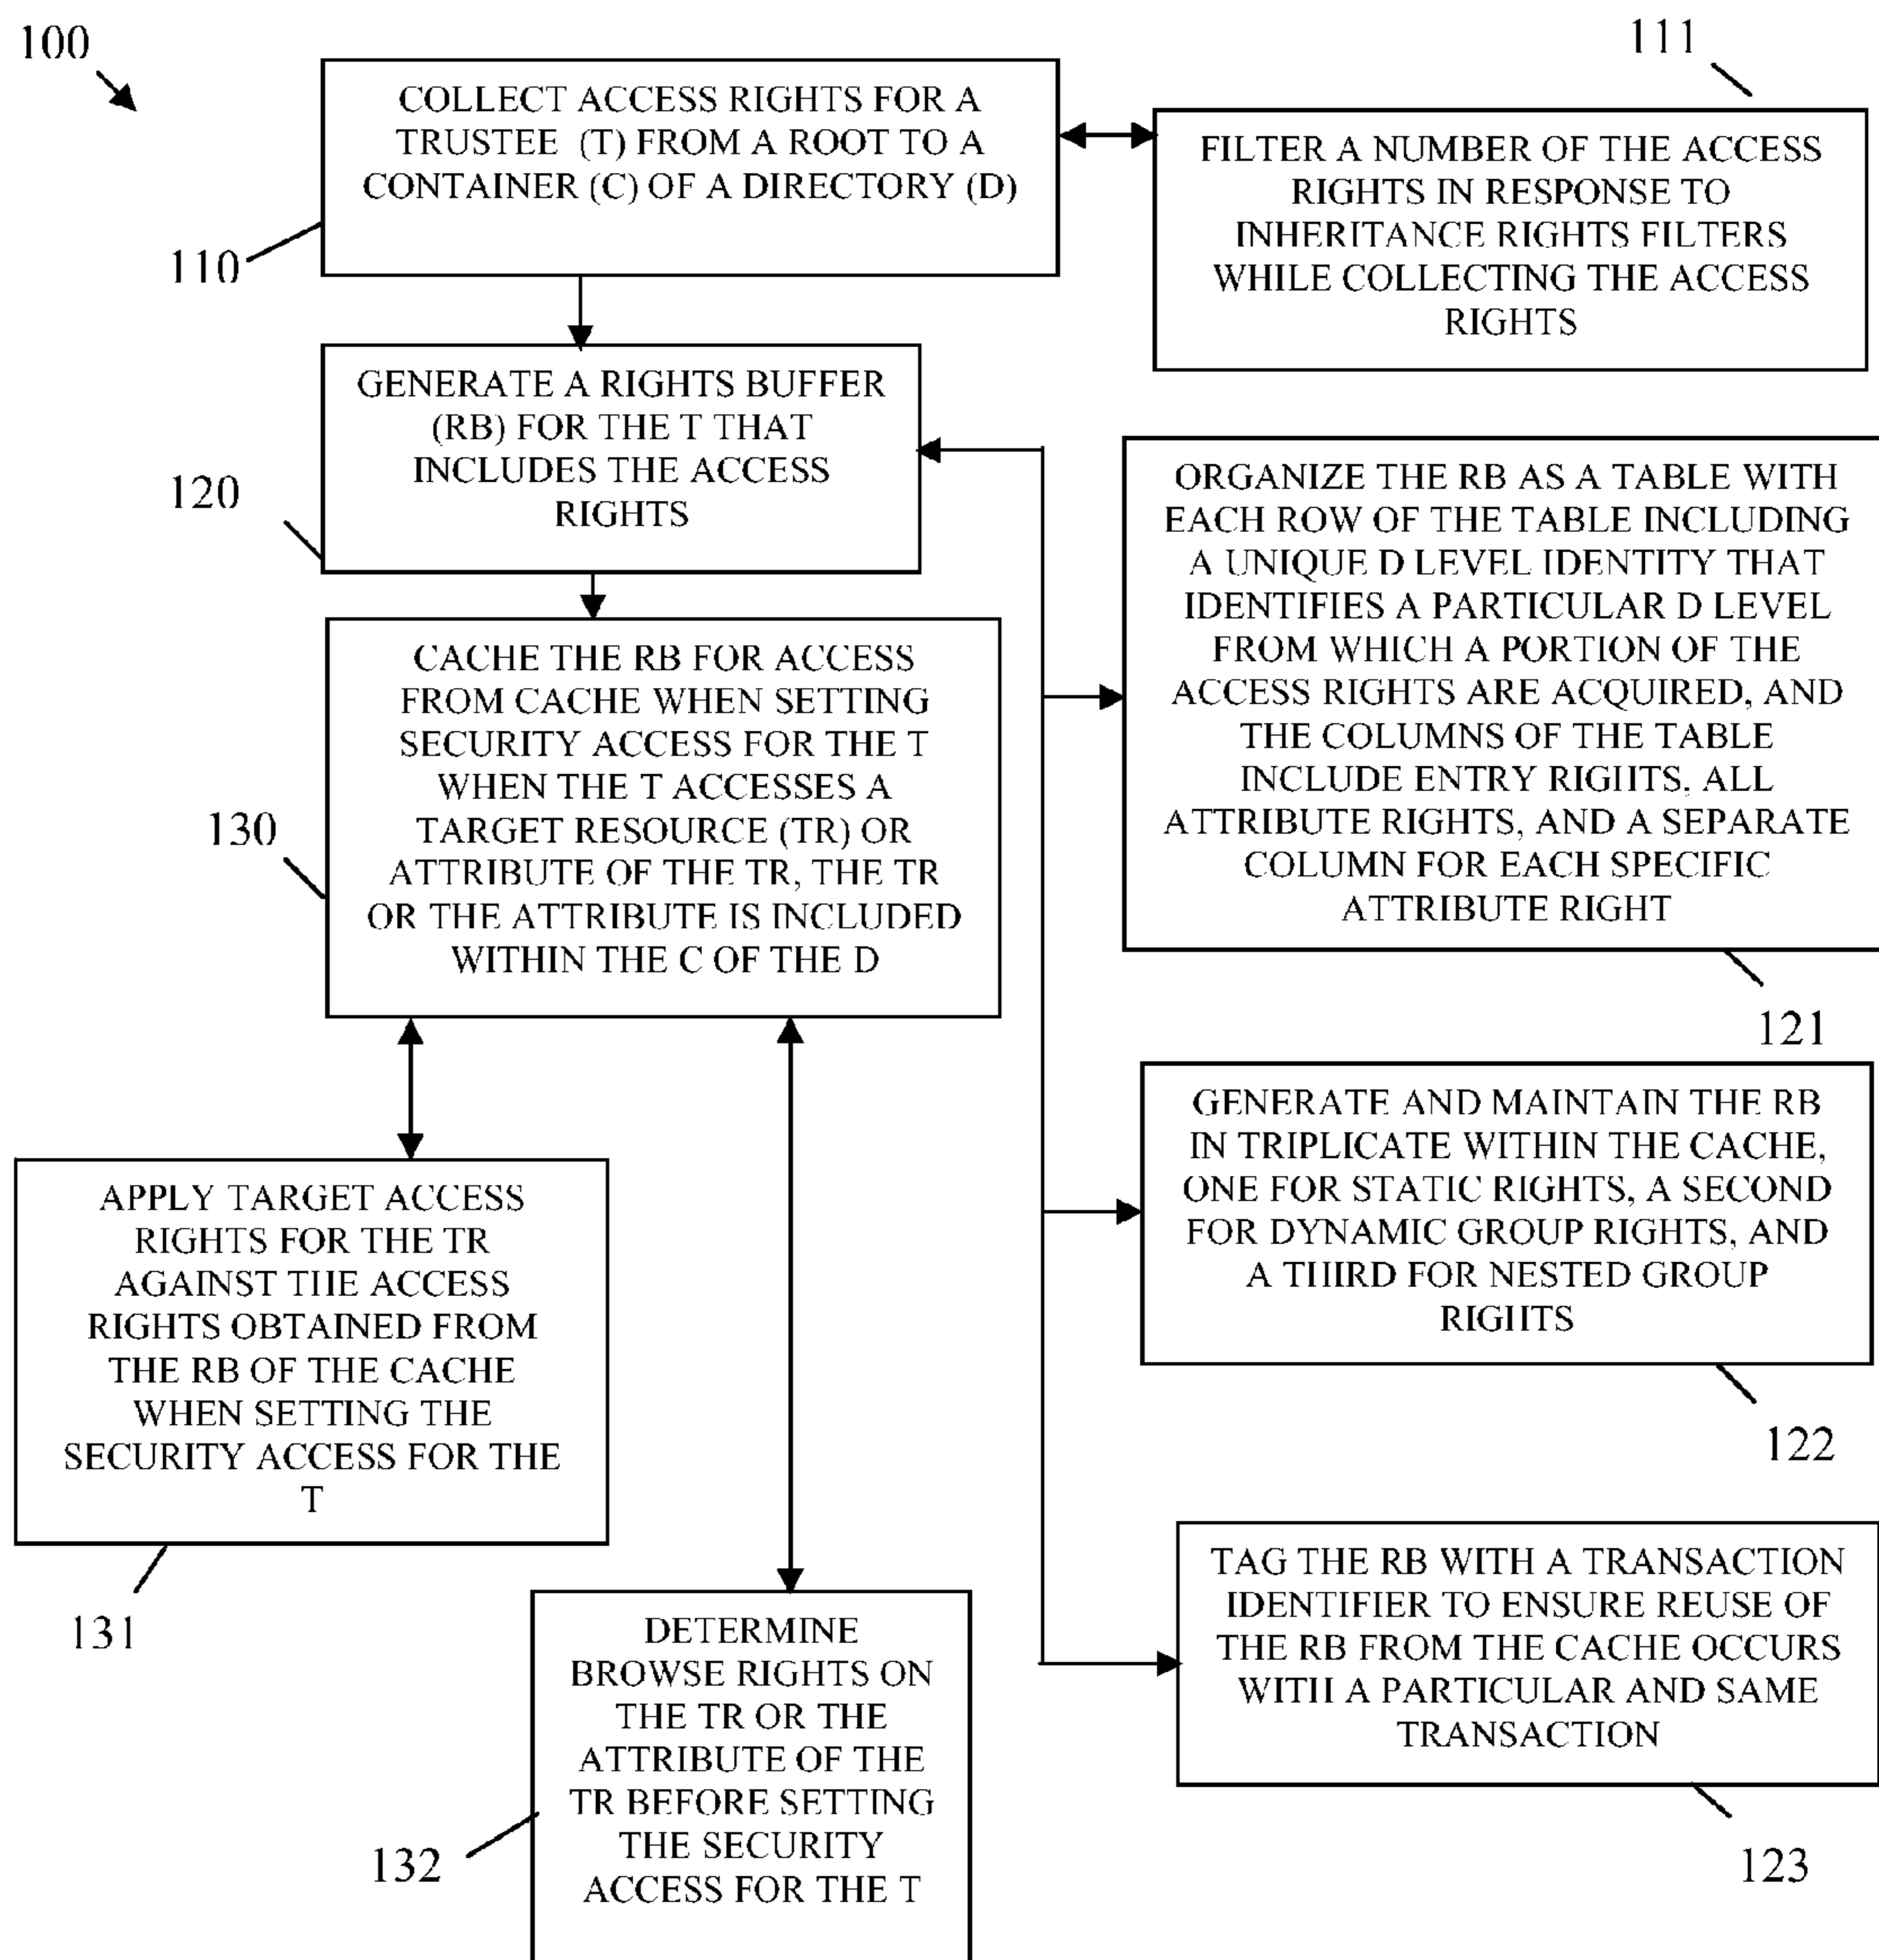 100
COLLECT ACCESS RIGHTS FOR A
TRUSTEE (T) FROM A ROOT TO A
CONTAINER (C) OF A DIRECTORY (D)
110
111
FILTER A NUMBER OF THE ACCESS
RIGHTS IN RESPONSE TO
INHERITANCE RIGHTS FILTERS
WHILE COLLECTING THE ACCESS
RIGHTS
GENERATE A RIGHTS BUFFER
(RB) FOR THE T THAT
INCLUDES THE ACCESS
RIGHTS
120
ORGANIZE THE RB AS A TABLE WITH
EACH ROW OF THE TABLE INCLUDING
A UNIQUE D LEVEL IDENTITY THAT
IDENTIFIES A PARTICULAR D LEVEL
FROM WHICH A PORTION OF THE
ACCESS RIGHTS ARE ACQUIRED, AND
THE COLUMNS OF THE TABLE
INCLUDE ENTRY RIGHTS, ALL
ATTRIBUTE RIGHTS, AND A SEPARATE
COLUMN FOR EACH SPECIFIC
ATTRIBUTE RIGHT
121
CACHE THE RB FOR ACCESS
FROM CACHE WHEN SETTING
SECURITY ACCESS FOR THE T
WHEN THE T ACCESSES A
TARGET RESOURCE (TR) OR
ATTRIBUTE OF THE TR, THE TR
OR THE ATTRIBUTE IS INCLUDED
WITHIN THE C OF THE D
130
GENERATE AND MAINTAIN THE RB
IN TRIPLICATE WITHIN THE CACHE,
ONE FOR STATIC RIGHTS, A SECOND
FOR DYNAMIC GROUP RIGHTS, AND
A THIRD FOR NESTED GROUP
RIGHTS
122
APPLY TARGET ACCESS
RIGHTS FOR THE TR
AGAINST THE ACCESS
RIGHTS OBTAINED FROM
THE RB OF THE CACHE
WHEN SETTING THE
SECURITY ACCESS FOR THE
T
131
TAG THE RB WITH A TRANSACTION
IDENTIFIER TO ENSURE REUSE OF
THE RB FROM THE CACHE OCCURS
WITH A PARTICULAR AND SAME
TRANSACTION
123
DETERMINE
BROWSE RIGHTS ON
THE TR OR THE
ATTRIBUTE OF THE
TR BEFORE SETTING
THE SECURITY
ACCESS FOR THE T
132